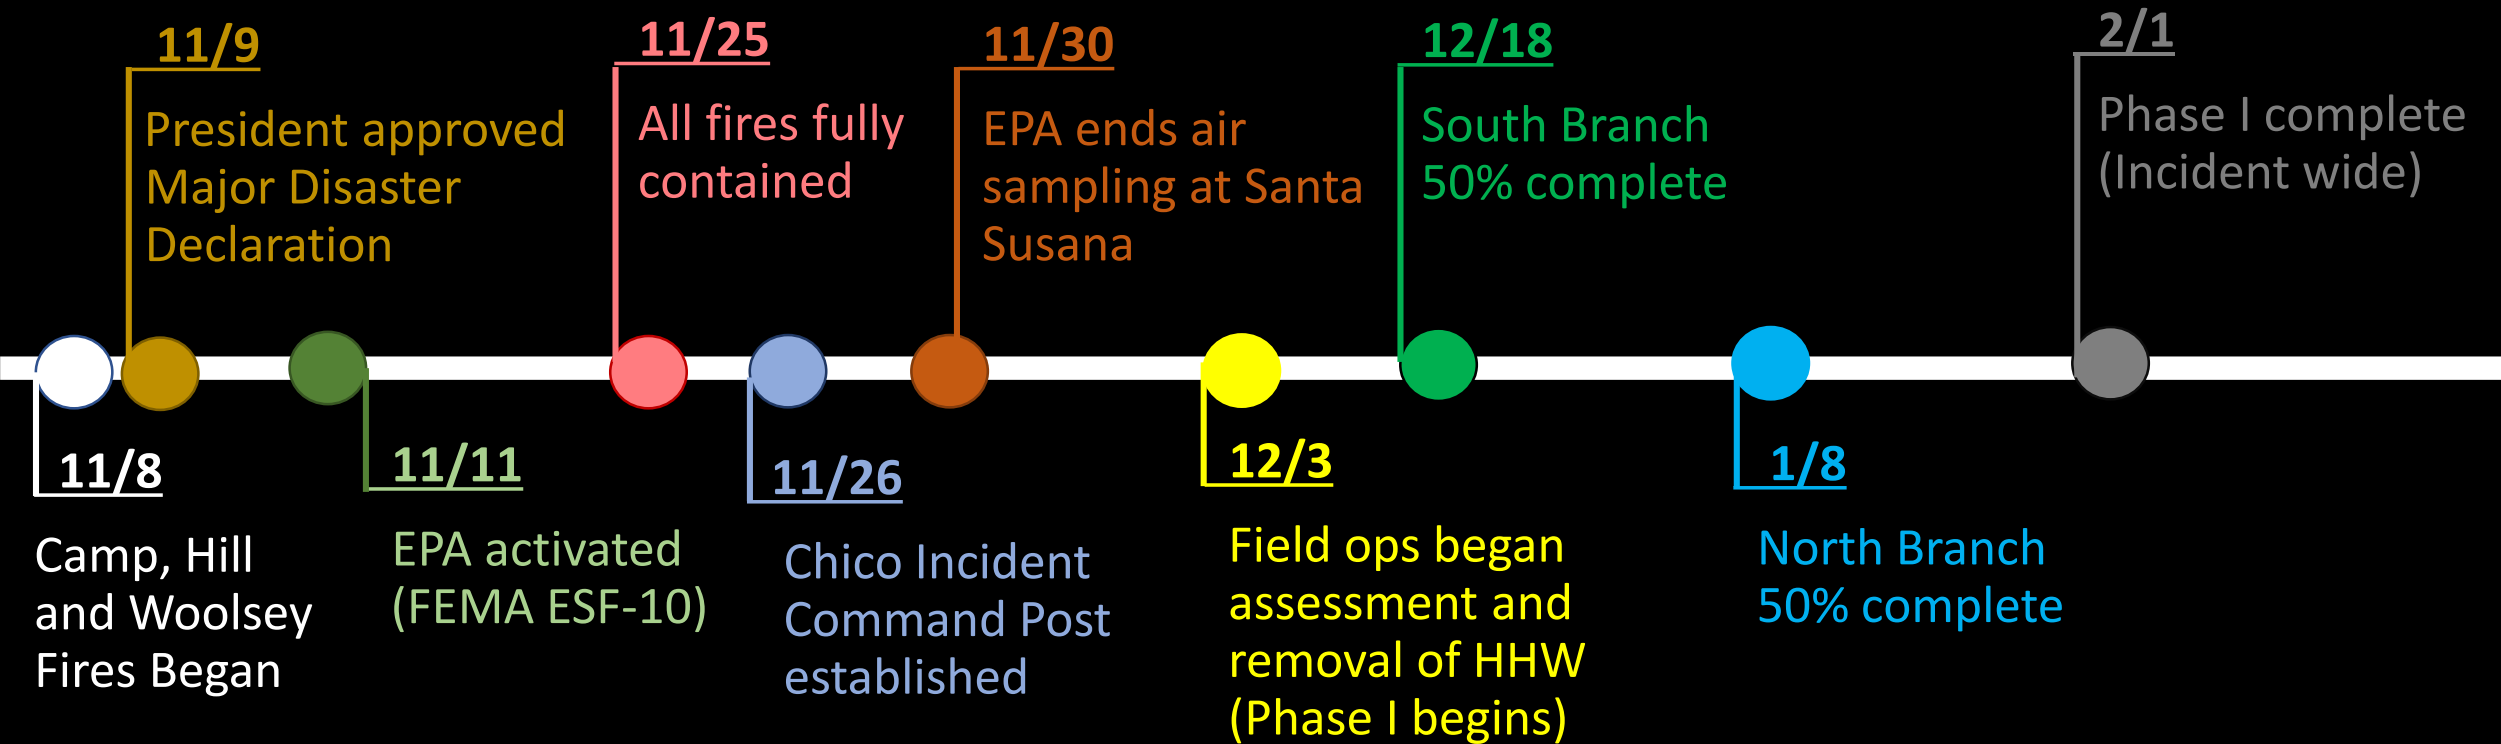 11/9
President approved
Major Disaster
Declaration
11/25
All fires fully
contained
11/30
EPA ends air
sampling at Santa
Susana
12/18
South Branch
50% complete
2/1
Phase I complete
(Incident wide)
11/8
Camp, Hill
and Woolsey
Fires Began
11/11
EPA activated
(FEMA ESF-10)
11/26
Chico Incident
Command Post
established
12/3
Field ops began
assessment and
removal of HHW
(Phase I begins)
1/8
North Branch
50% complete